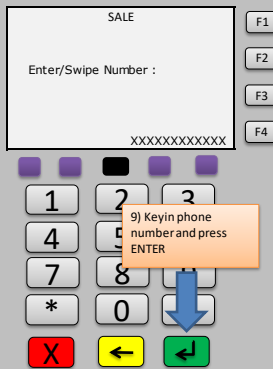 SALE
F1
F2
Enter/Swipe Number :
F3
F4
XXXXXXXXXXXX
1
2
3
9) Keyin phone
number and press
ENTER
4
5
7
8
*
0
X